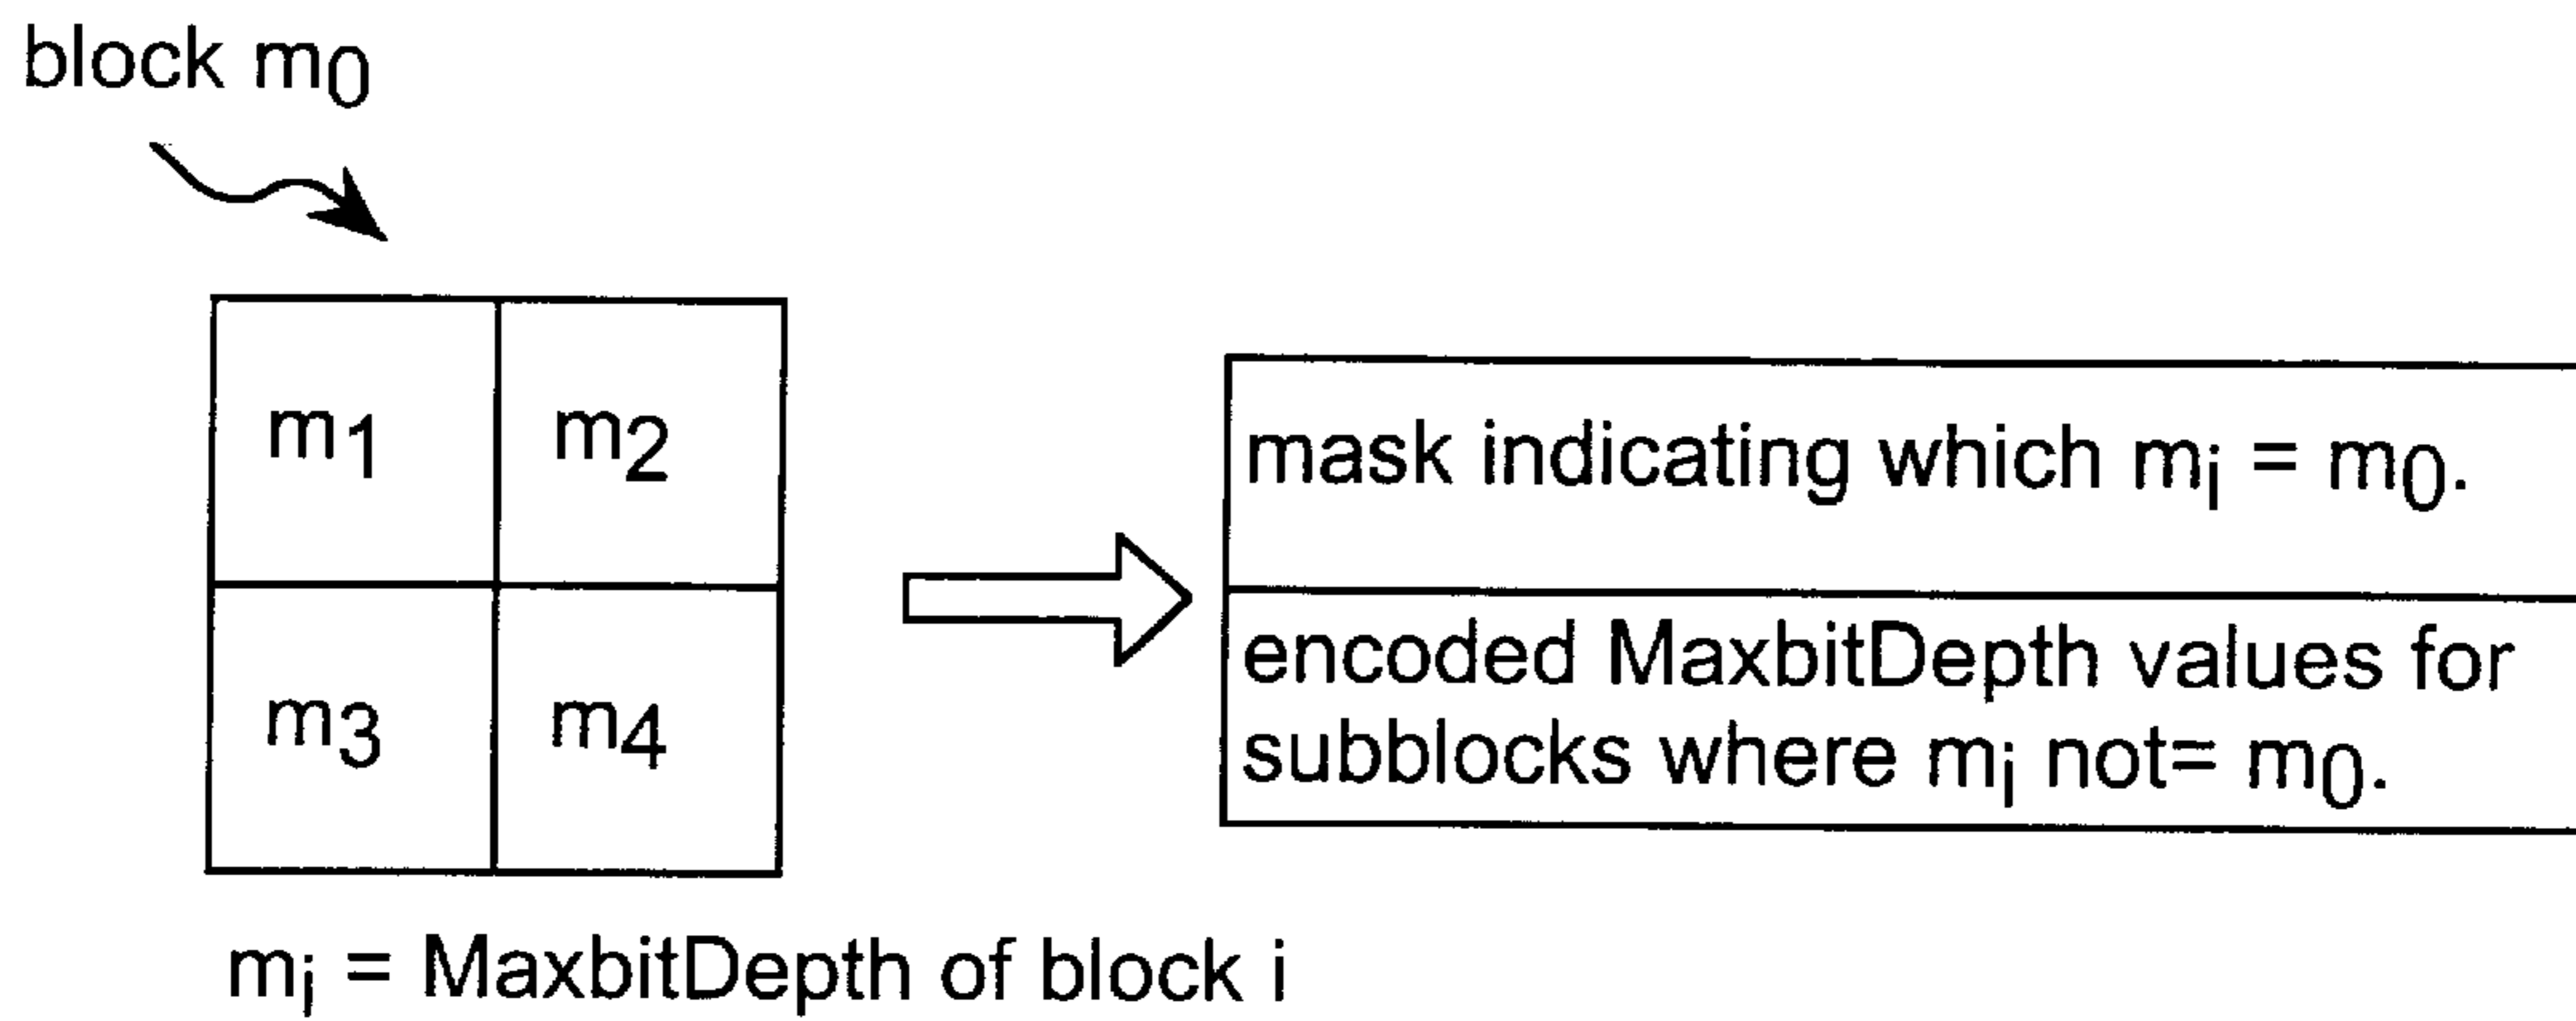 block m0
m1 m2
mask indicating which mi = m0.
encoded MaxbitDepth values for
subblocks where mi not= m0.
m3 m4
mi = MaxbitDepth of block i